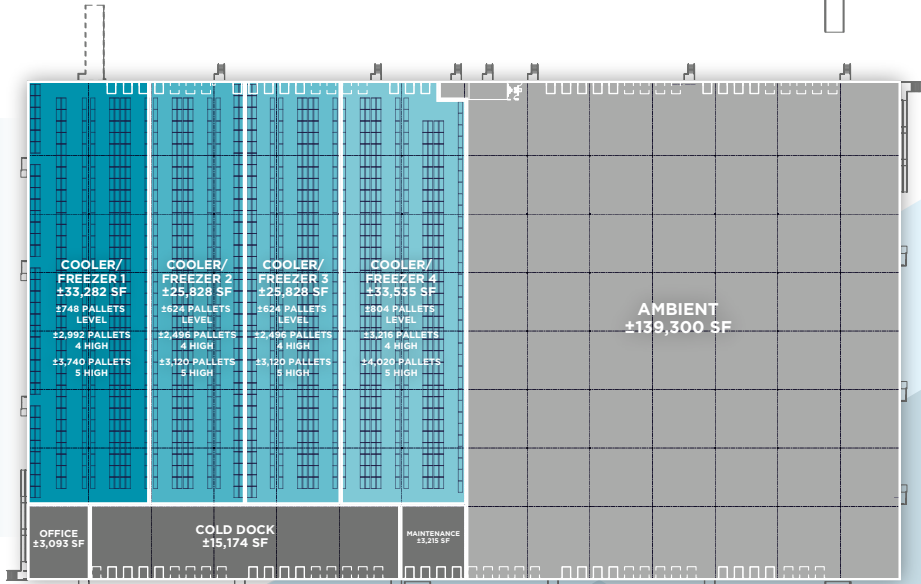 COOLER/
FREEZER 1
±33,282 SF
±748 PALLETS
LEVEL
±2,992 PALLETS
4 HIGH
±3,740 PALLETS
5 HIGH
COOLER/
FREEZER 2
±25,828 SF
±624 PALLETS
LEVEL
±2,496 PALLETS
4 HIGH
±3,120 PALLETS
5 HIGH
COOLER/
FREEZER 3
±25,828 SF
±624 PALLETS
LEVEL
±2,496 PALLETS
4 HIGH
±3,120 PALLETS
5 HIGH
COOLER/
FREEZER 4
±33,535 SF
±804 PALLETS
LEVEL
±3,216 PALLETS
4 HIGH
±4,020 PALLETS
5 HIGH
AMBIENT
±139,300 SF
OFFICE
±3,093 SF
COLD DOCK
±15,174 SF
MAINTENANCE
±3,215 SF